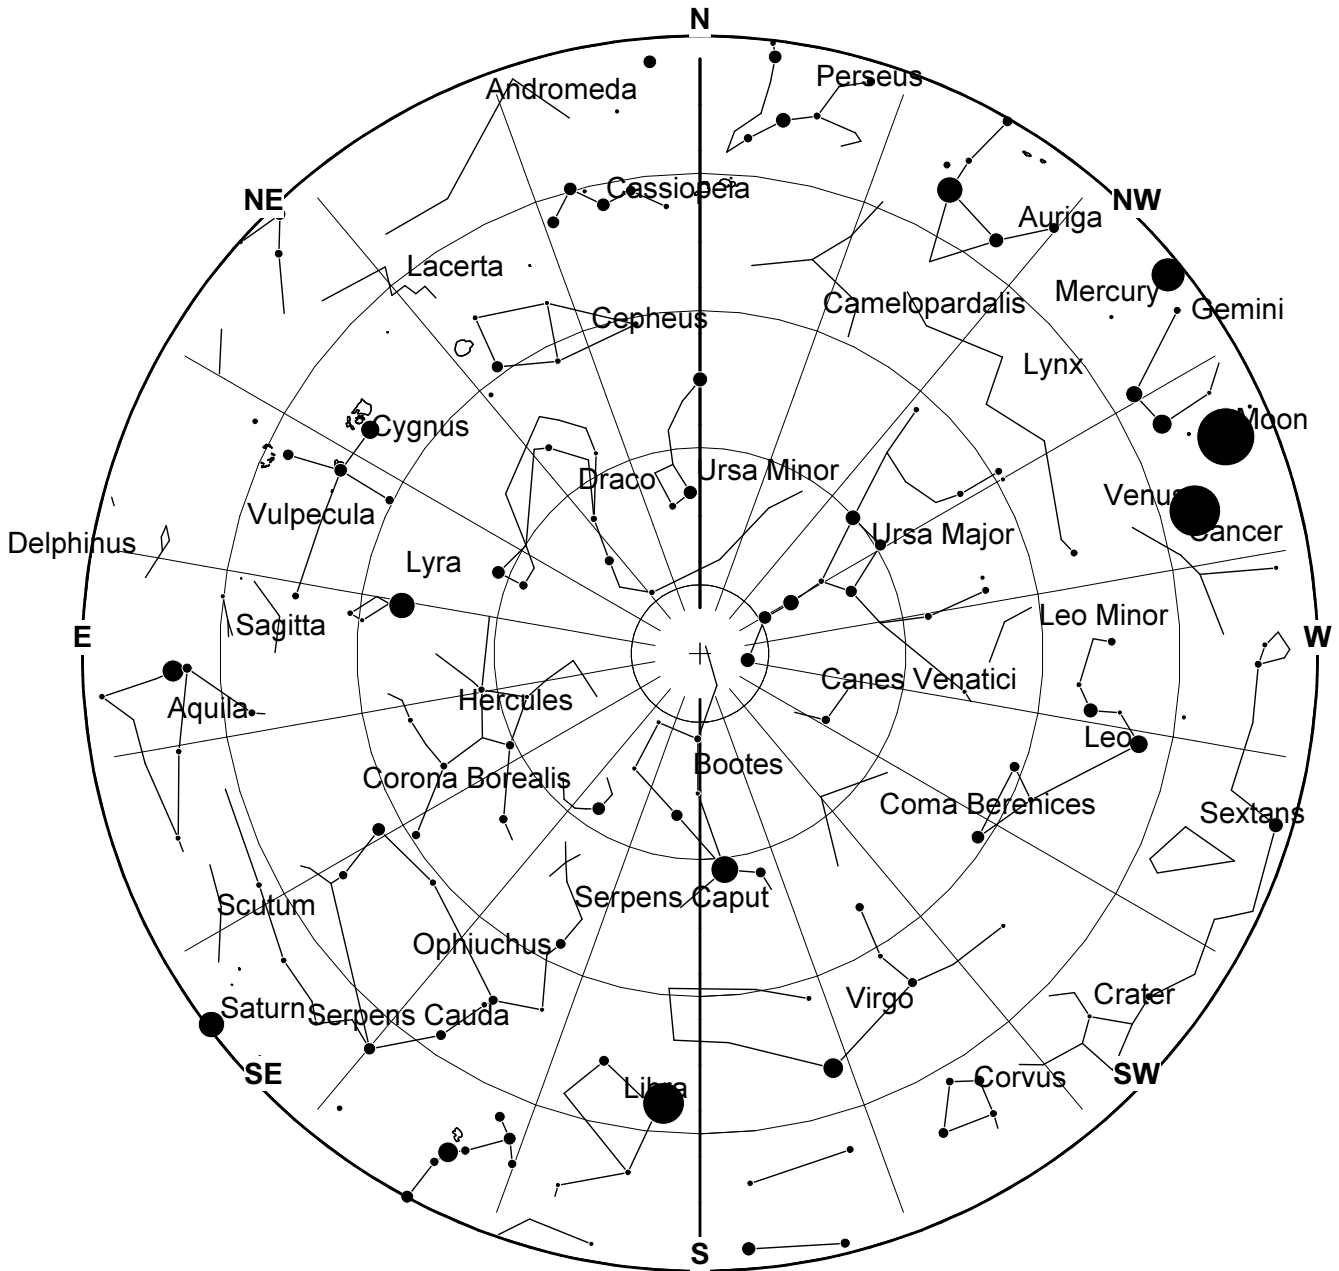 N
Perseus
Andromeda
Cassiopeia
NE
NW
Auriga
Lacerta
Mercury
Camelopardalis
Gemini
Cepheus
Lynx
Moon
Cygnus
Draco
Ursa Minor
Venus
Vulpecula
Ursa Major
Cancer
Delphinus
Lyra
Leo Minor
Sagitta
E
W
Canes Venatici
Hercules
Aquila
Leo
Bootes
Corona Borealis
Coma Berenices
Sextans
Serpens Caput
Scutum
Ophiuchus
Crater
Virgo
Saturn
Serpens Cauda
SE
Corvus
SW
Libra
S